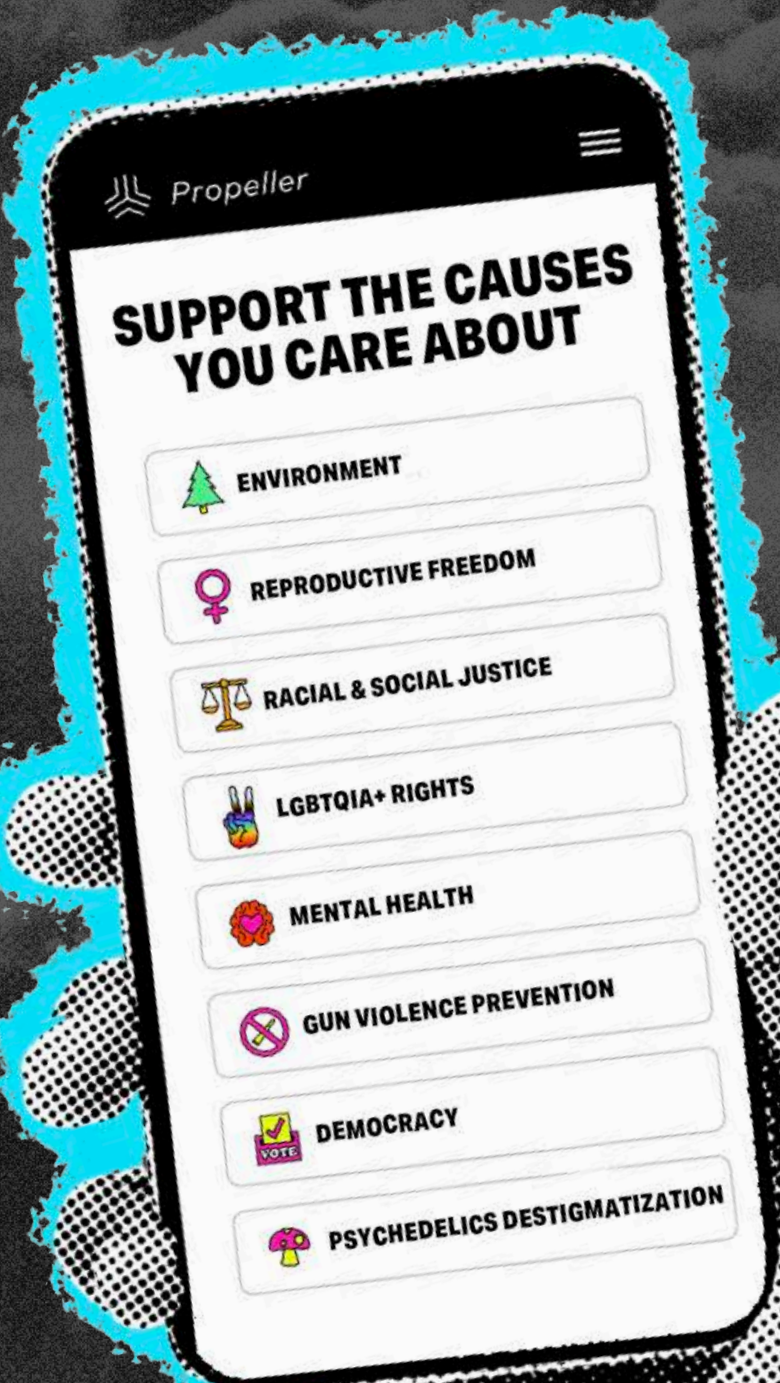 Propeller
SUPPORT THE CAUSES
YOU CARE ABOUT
ENVIRONMENT
REPRODUCTIVE FREEDOM
RACIAL & SOCIAL JUSTICE
LGBTQIA+ RIGHTS
MENTAL HEALTH
GUN VIOLENCE PREVENTION
VOTE
DEMOCRACY
PSYCHEDELICS DESTIGMATIZATION